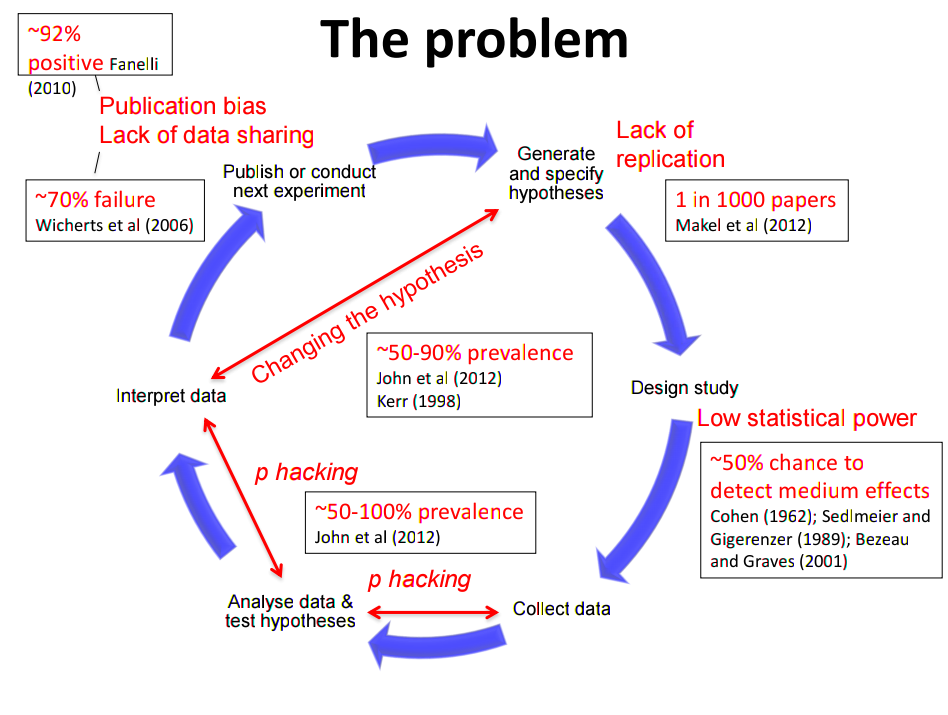 The problem
~92%
positive Fanelli
(2010)
Publication bias
Lack of data sharing
~70% failure
Wicherts et al (2006)
Publish or conduct
next experiment
Generate
and specify
hypotheses
Lack of
replication
1 in 1000 papers
Makel et al (2012)
Changing the hypothesis
~50-90% prevalence
John et al (2012)
Kerr (1998)
Interpret data
Design study
Low statistical power
~50% chance to
detect medium effects
Cohen (1962); Sedlmeier and
Gigerenzer (1989); Bezeau
and Graves (2001)
p hacking
~50-100% prevalence
John et al (2012)
p hacking
Analyse data &
test hypotheses
Collect data